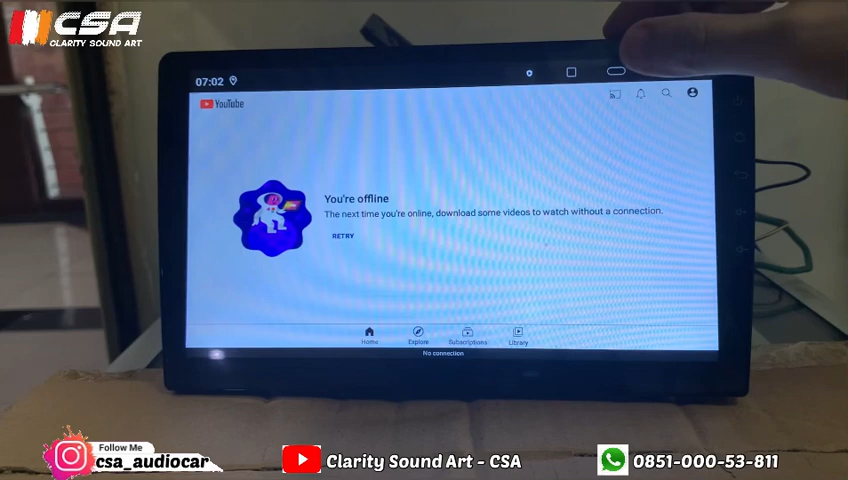 CSA
CLARITY SOUND ART
07:02
YouTube
You're offline
The next time you're online, download some videos to watch without a connection.
RETRY
Home
Explore
Subscriptions
Library
No connection
Follow Me
csa_audiocar
Clarity Sound Art - CSA
0851-000-53-811